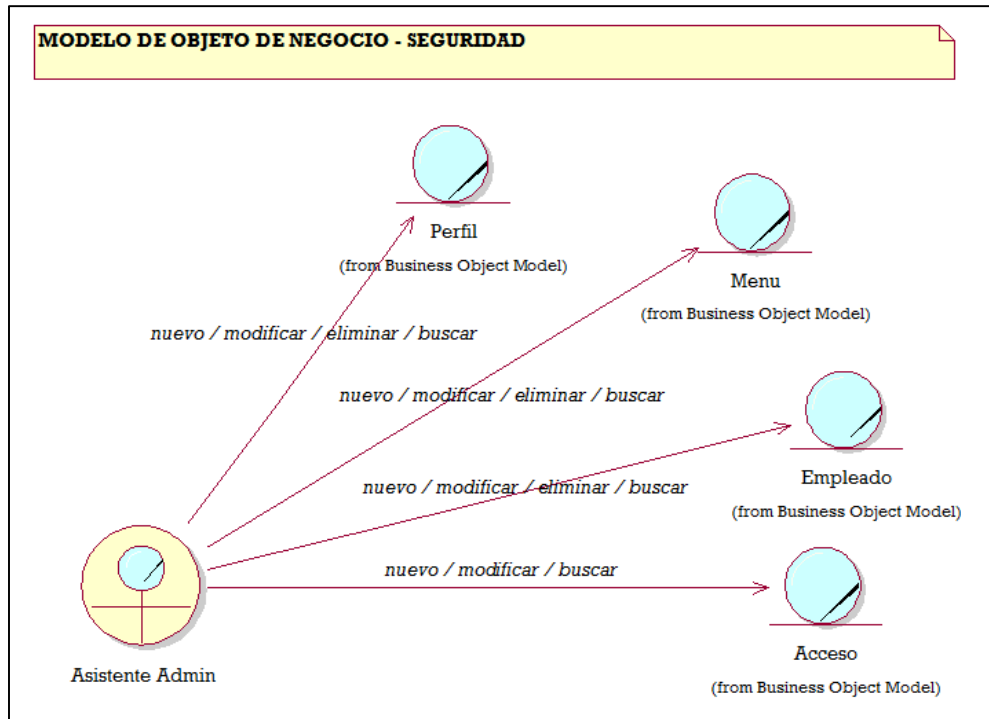 MODELO DE OBJETO DE NEGOCIO - SEGURIDAD
Perfil
(from Business Object Model)
Menu
(from Business Object Model)
nuevo / modificar / eliminar / buscar
nuevo / modificar / eliminar / buscar
Empleado
(from Business Object Model)
nuevo / modificar / eliminar / buscar
nuevo / modificar / buscar
Acceso
(from Business Object Model)
Asistente Admin